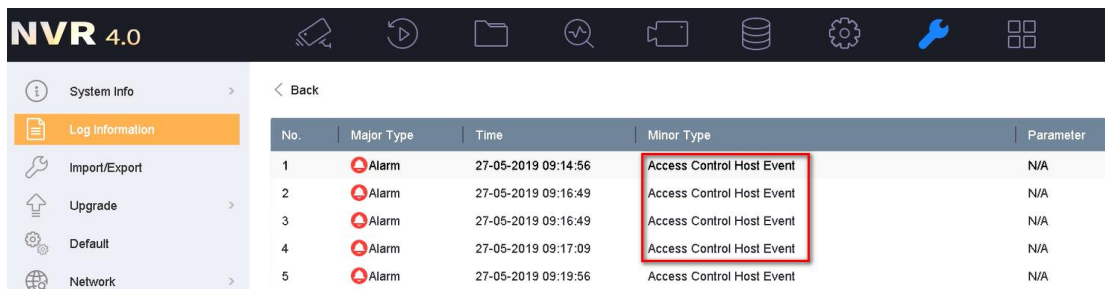 NVR 4.0
System Info
Log Information
Import/Export
Upgrade
Default
Network
Back
No. Major Type Time Minor Type Parameter
1 Alarm 27-05-2019 09:14:56 Access Control Host Event N/A
2 Alarm 27-05-2019 09:16:49 Access Control Host Event N/A
3 Alarm 27-05-2019 09:16:49 Access Control Host Event N/A
4 Alarm 27-05-2019 09:17:09 Access Control Host Event N/A
5 Alarm 27-05-2019 09:19:56 Access Control Host Event N/A